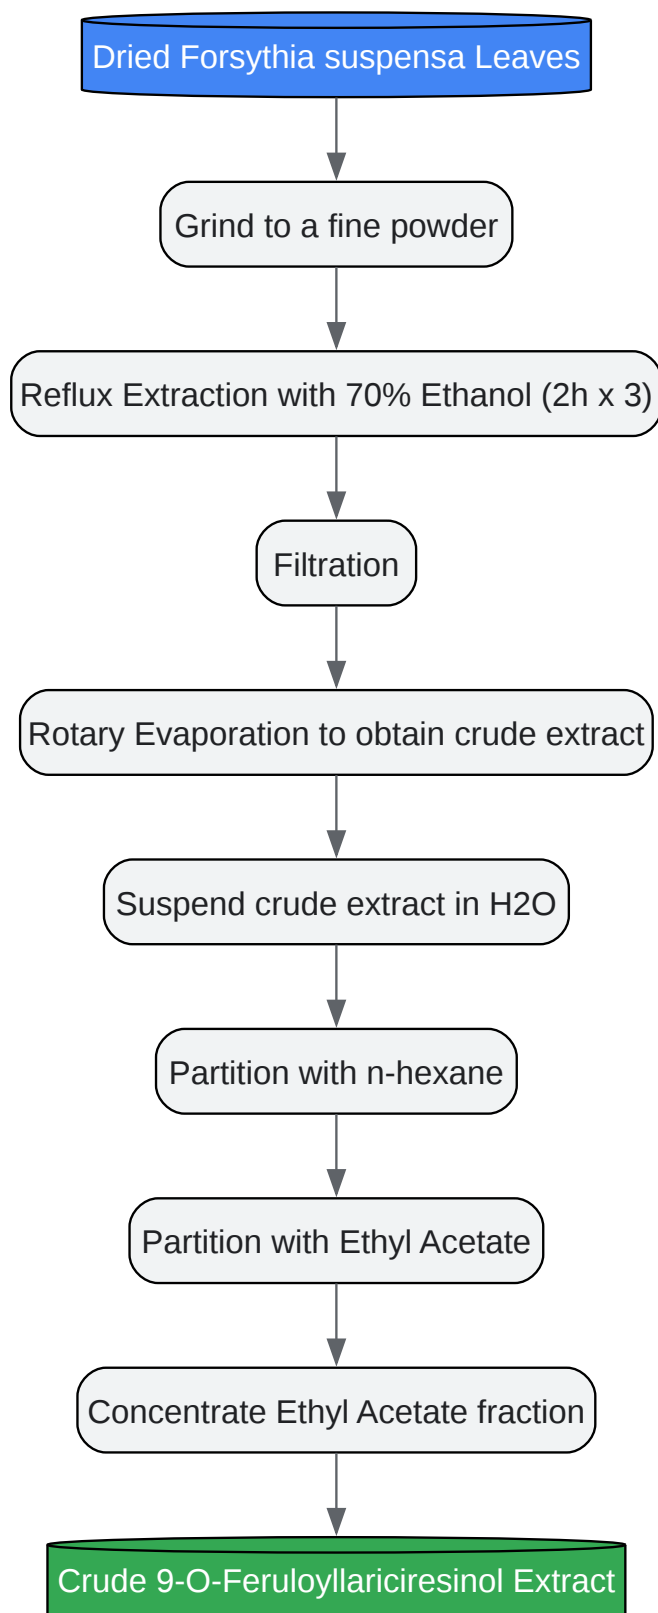 Dried Forsythia suspensa Leaves
Grind to a fine powder
Reflux Extraction with 70% Ethanol (2h x 3)
Filtration
Rotary Evaporation to obtain crude extract
Suspend crude extract in H2O
Partition with n-hexane
Partition with Ethyl Acetate
Concentrate Ethyl Acetate fraction
Crude 9-O-Feruloyllariciresinol Extract